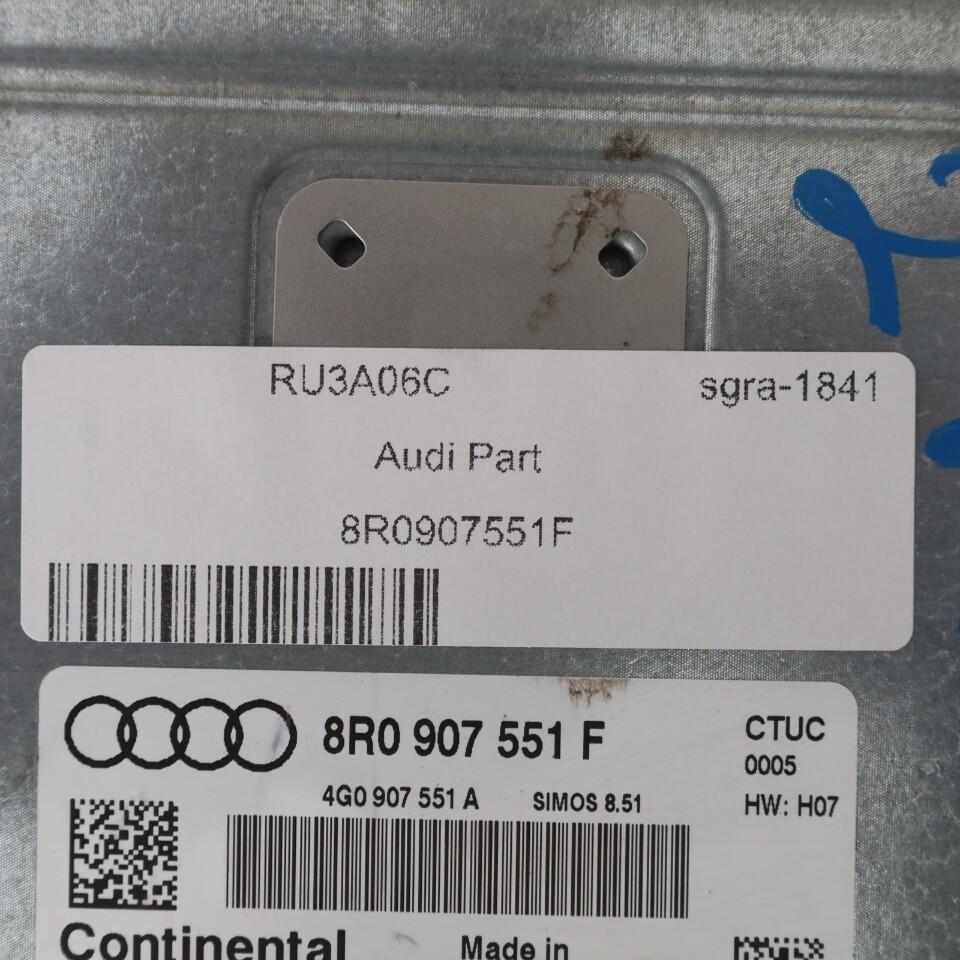 RU3A06C sgra-1841
Audi Part
8R0907551F
8R0 907 551 F CTUC
0005
4G0 907 551 A SIMOS 8.51 HW: H07
Continental Made in